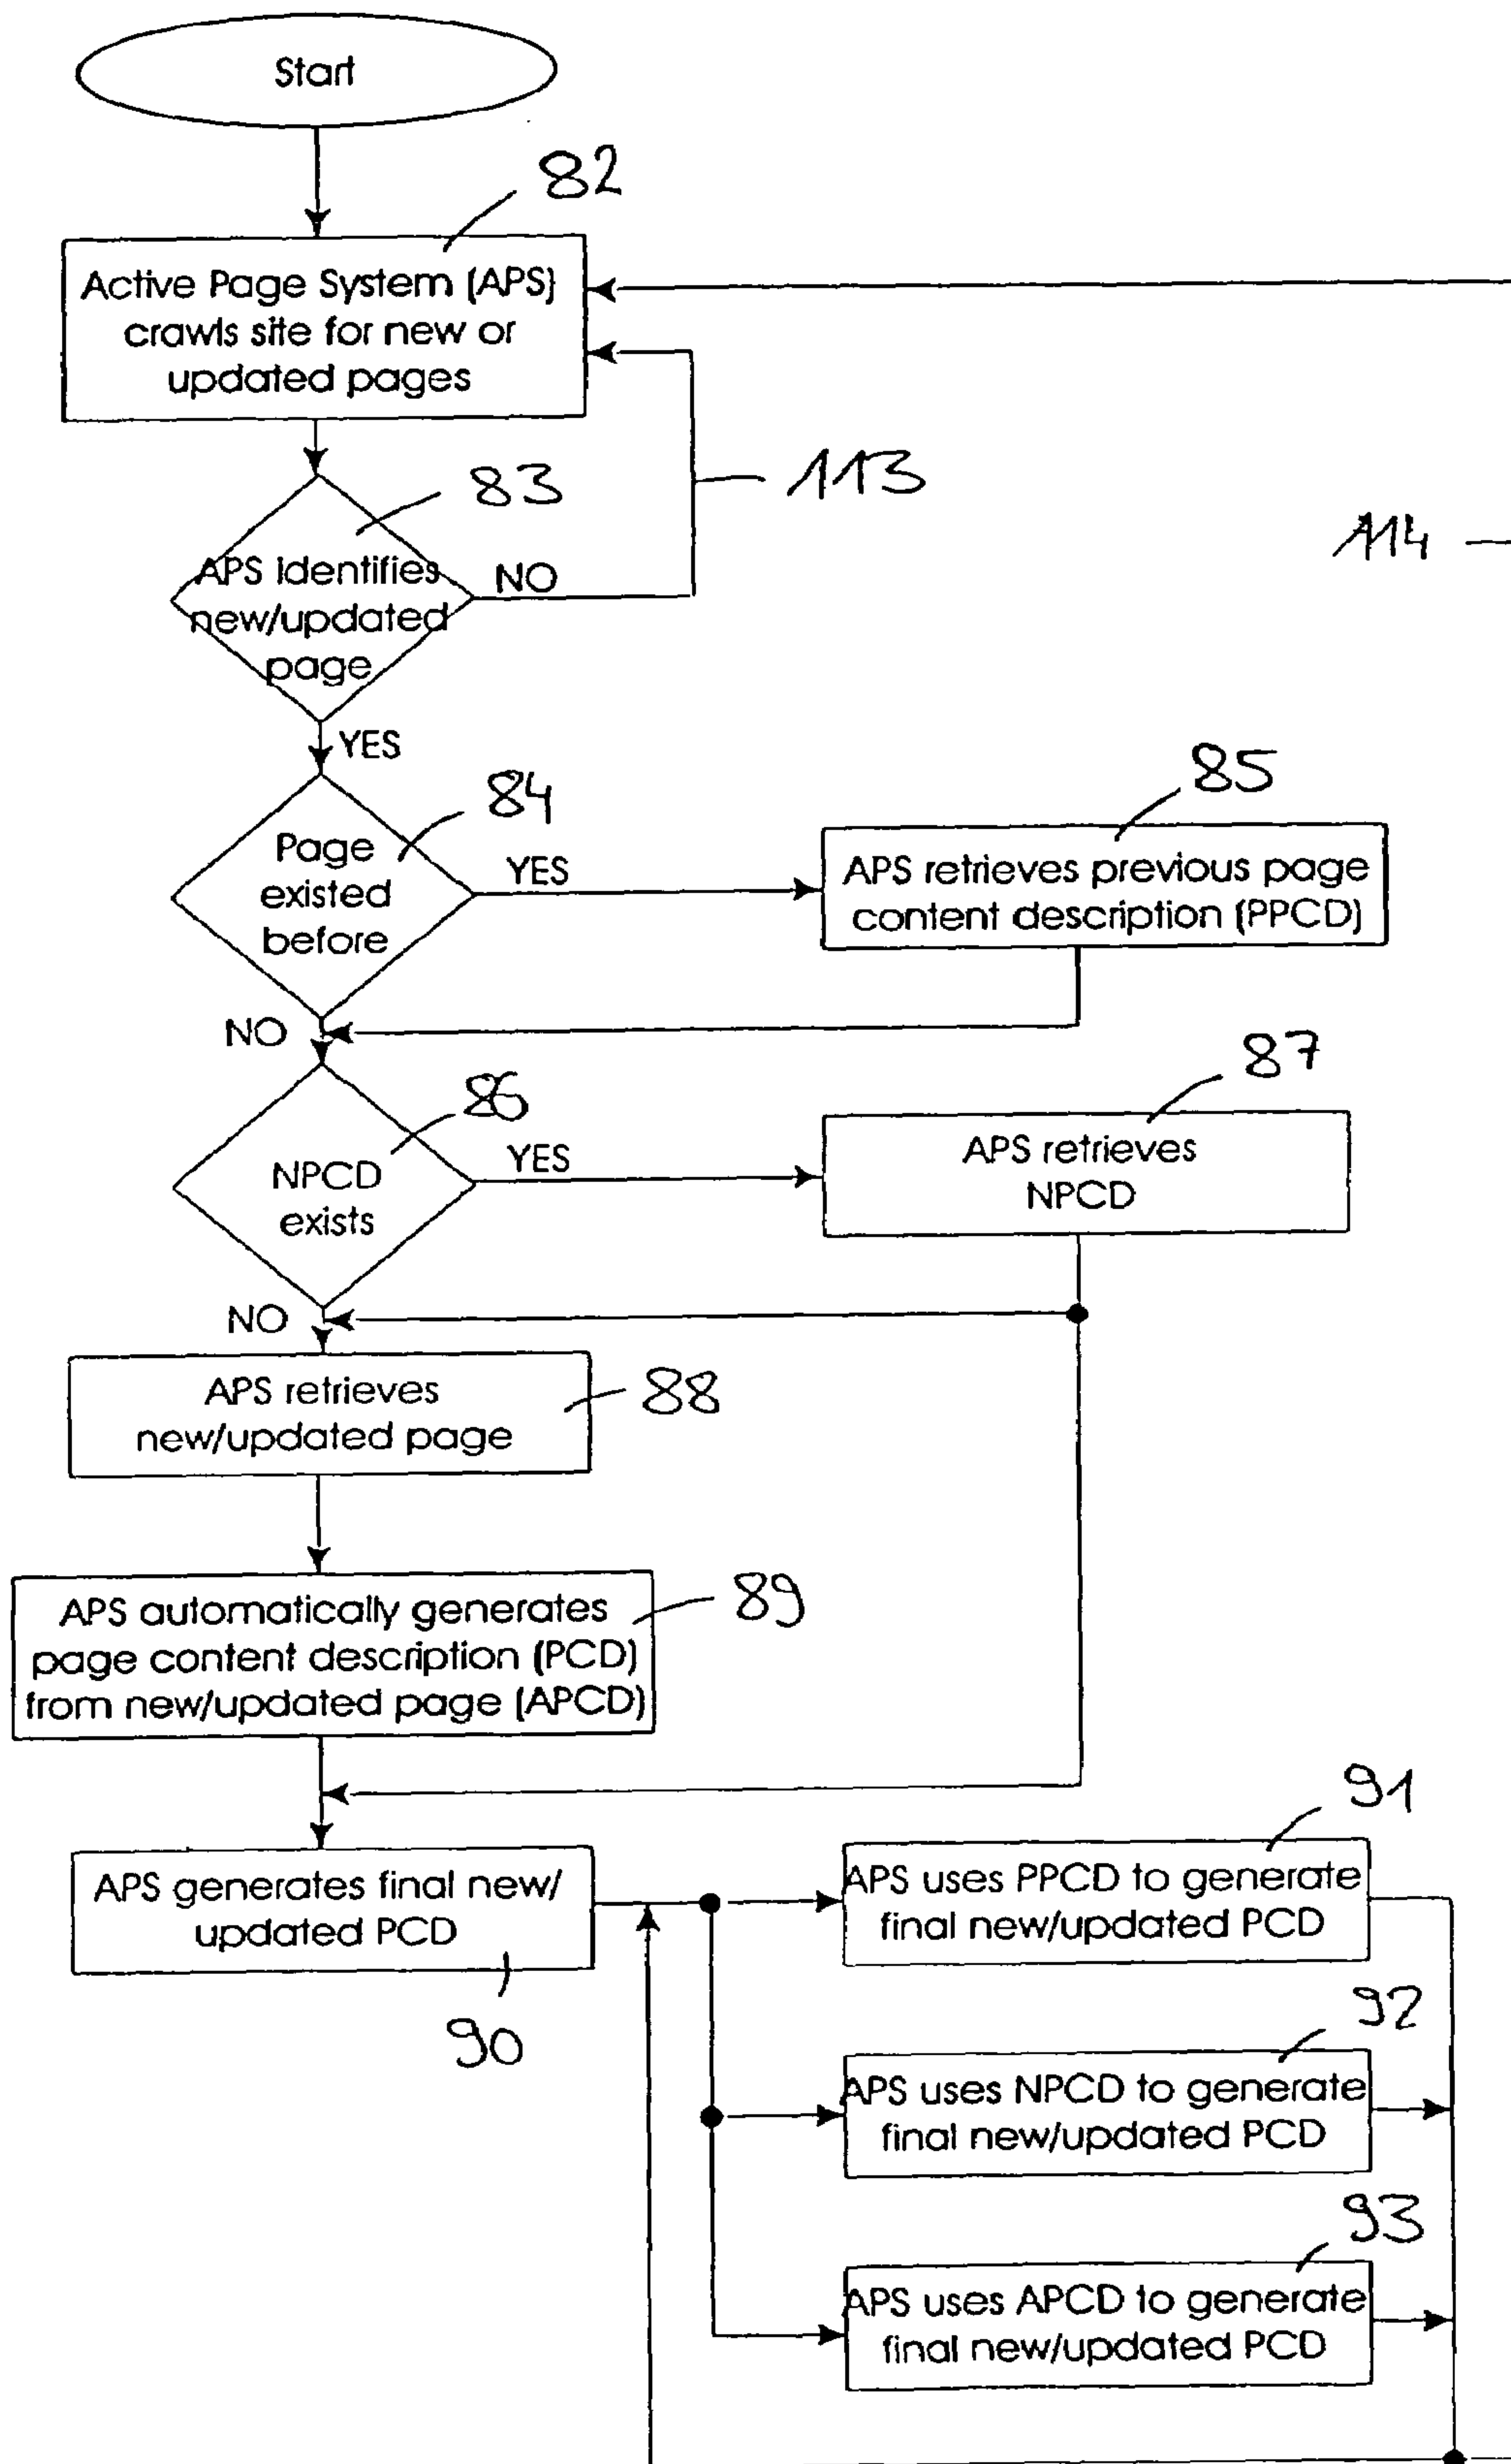 Start
82
Active Page System (APS)
crawls site for new or
updated pages
83
113
114
APS identifies
new/updated
page
NO
YES
84
85
Page
existed
before
YES
APS retrieves previous page
content description (PPCD)
NO
86
87
NPCD
exists
YES
APS retrieves
NPCD
NO
APS retrieves
new/updated page
88
APS automatically generates
page content description (PCD)
from new/updated page (APCD)
89
APS generates final new/
updated PCD
90
91
APS uses PPCD to generate
final new/updated PCD
92
APS uses NPCD to generate
final new/updated PCD
93
APS uses APCD to generate
final new/updated PCD